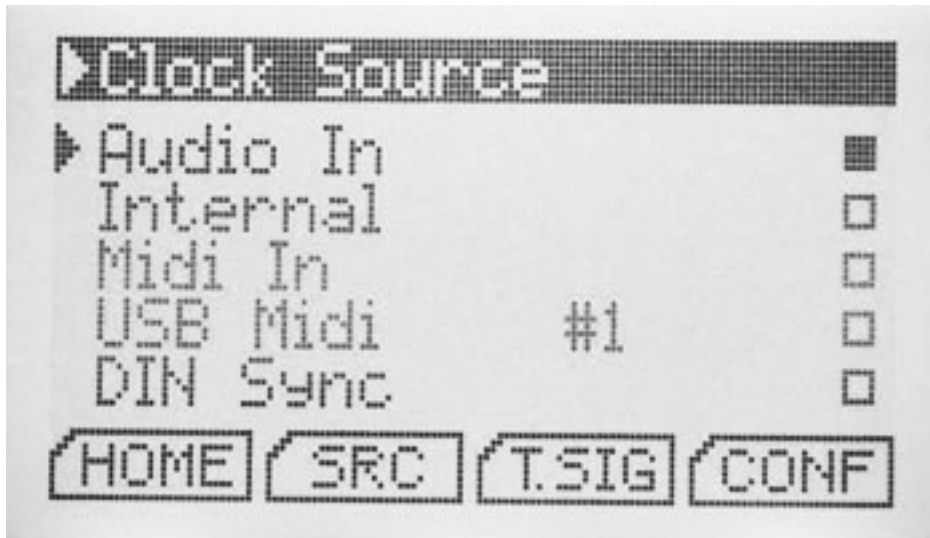 Clock Source
Audio In
Internal
Midi In
USB Midi #1
DIN Sync
HOME SRC T.SIG CONF